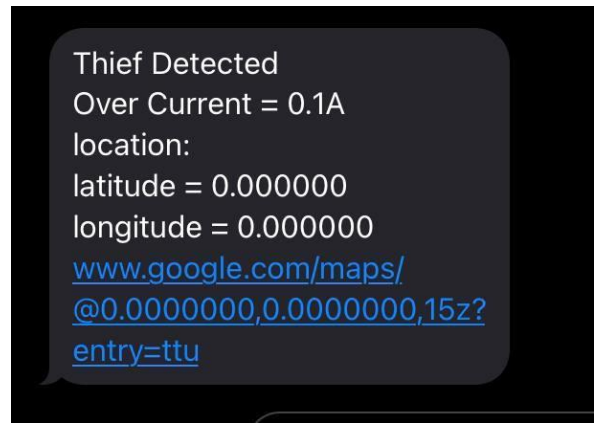 Thief Detected
Over Current = 0.1A
location:
latitude = 0.000000
longitude = 0.000000
www.google.com/maps/
@0.0000000,0.0000000,15z?
entry=ttu